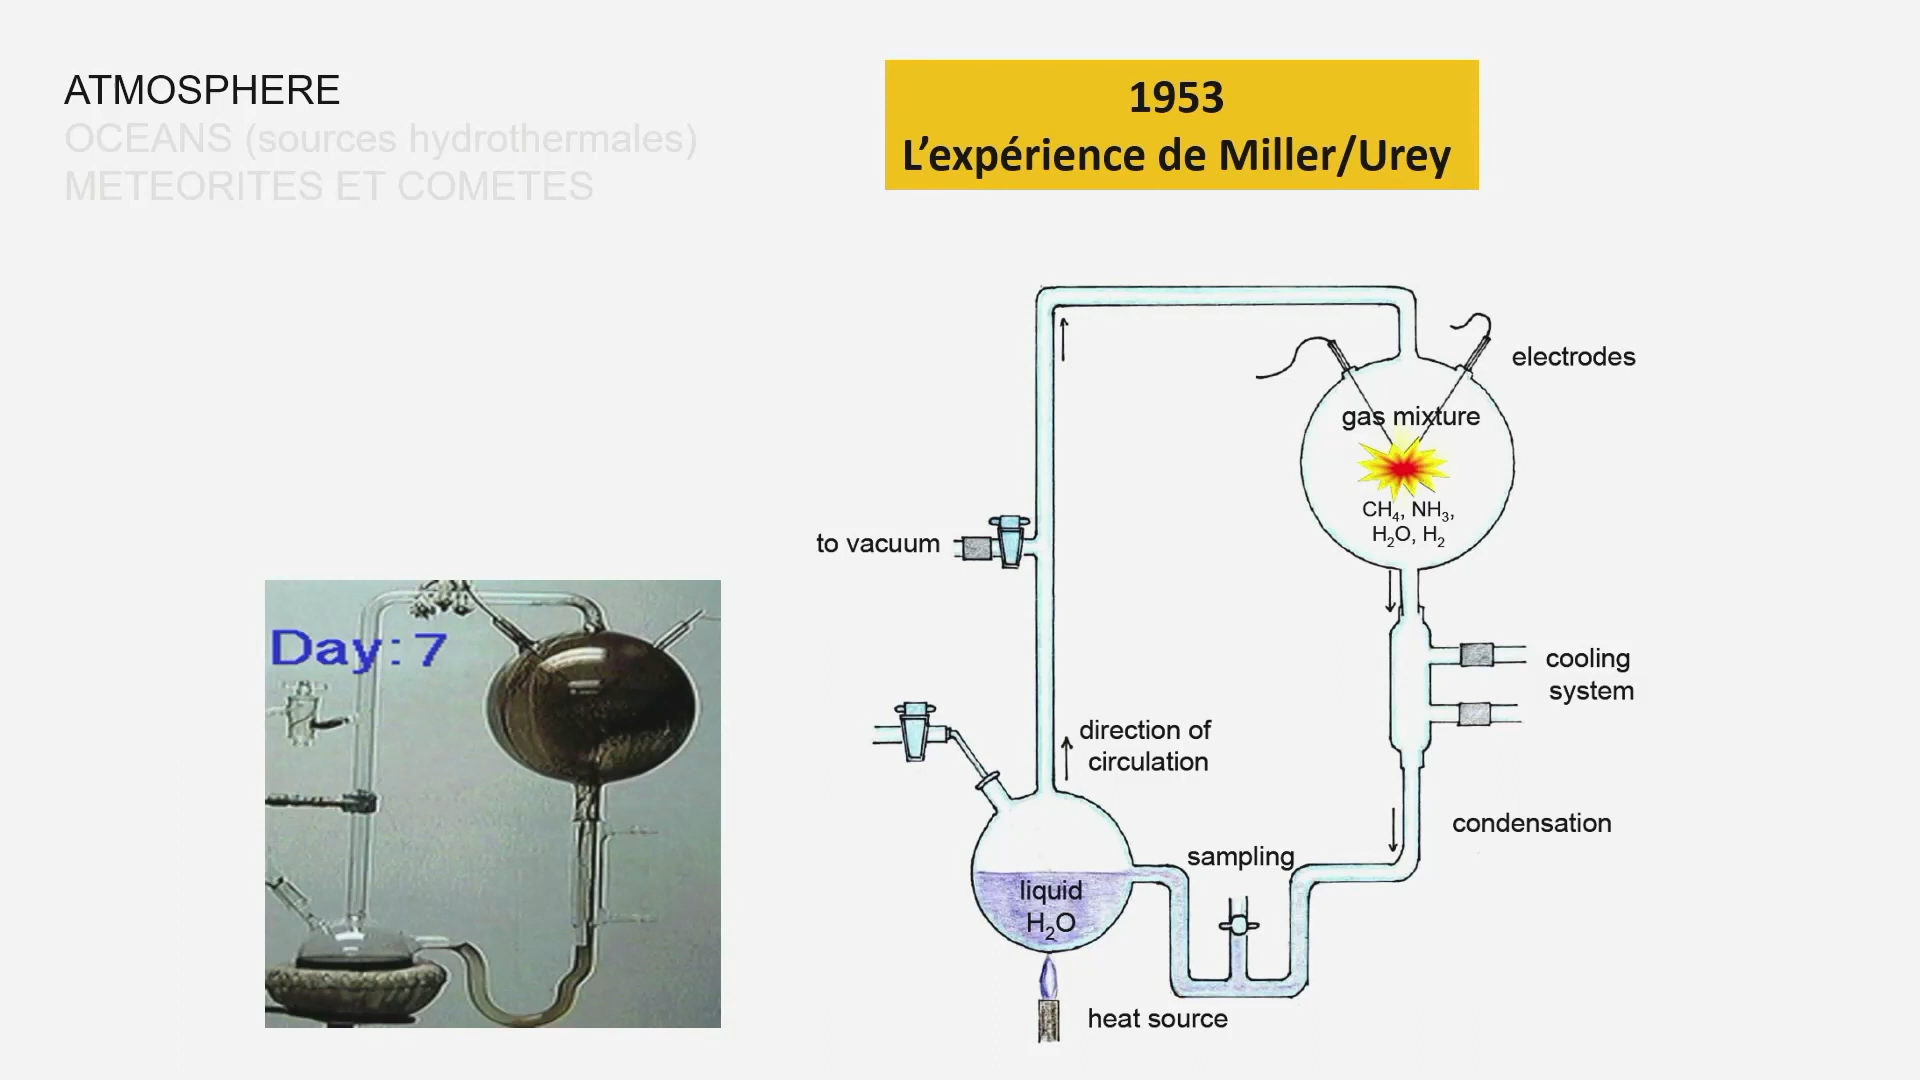 ATMOSPHERE
OCEANS (sources hydrothermales)
METEORITES ET COMETES
1953
L’expérience de Miller/Urey
electrodes
gas mixture
CH₄, NH₃,
H₂O, H₂
to vacuum
cooling
system
direction of
circulation
condensation
sampling
liquid
H₂O
heat source
Day: 7